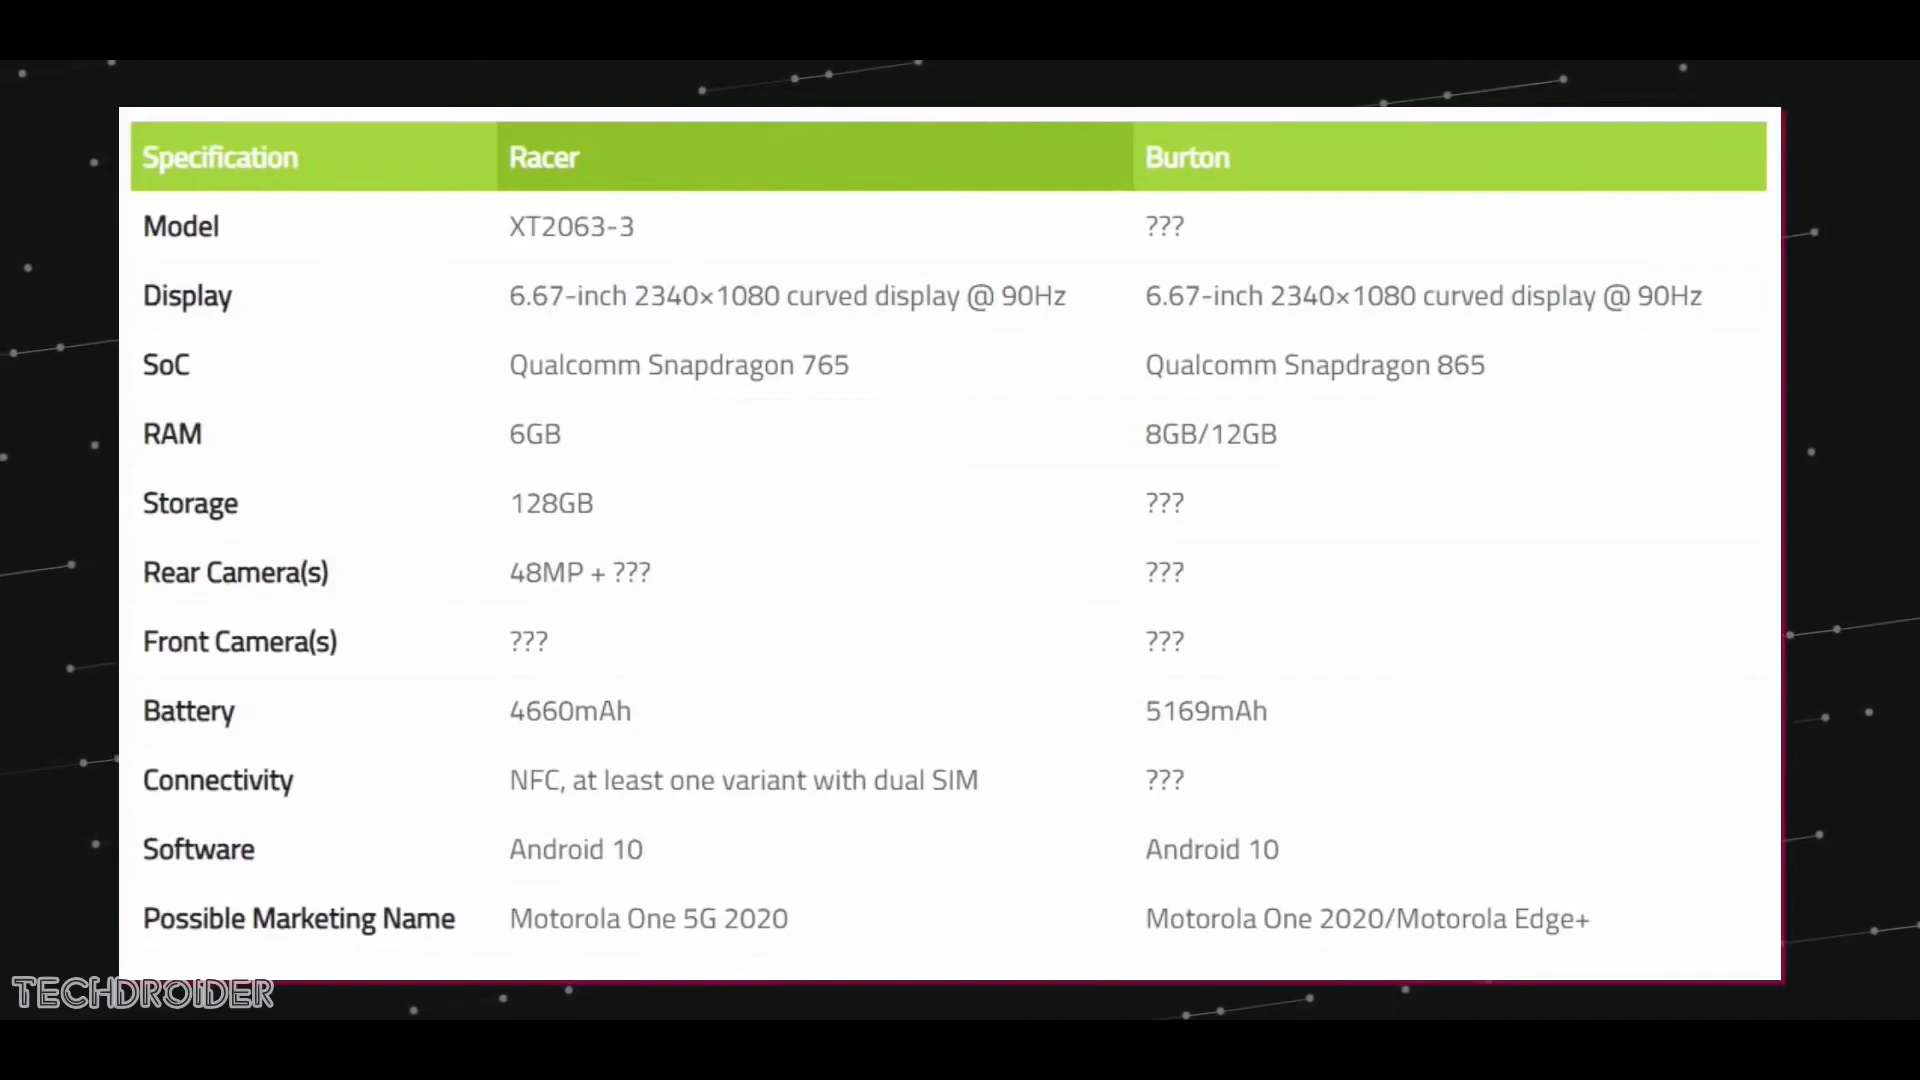 Specification Racer Burton
Model XT2063-3 ???
Display 6.67-inch 2340×1080 curved display @ 90Hz 6.67-inch 2340×1080 curved display @ 90Hz
SoC Qualcomm Snapdragon 765 Qualcomm Snapdragon 865
RAM 6GB 8GB/12GB
Storage 128GB ???
Rear Camera(s) 48MP + ??? ???
Front Camera(s) ??? ???
Battery 4660mAh 5169mAh
Connectivity NFC, at least one variant with dual SIM ???
Software Android 10 Android 10
Possible Marketing Name Motorola One 5G 2020 Motorola One 2020/Motorola Edge+
TECHDROIDER